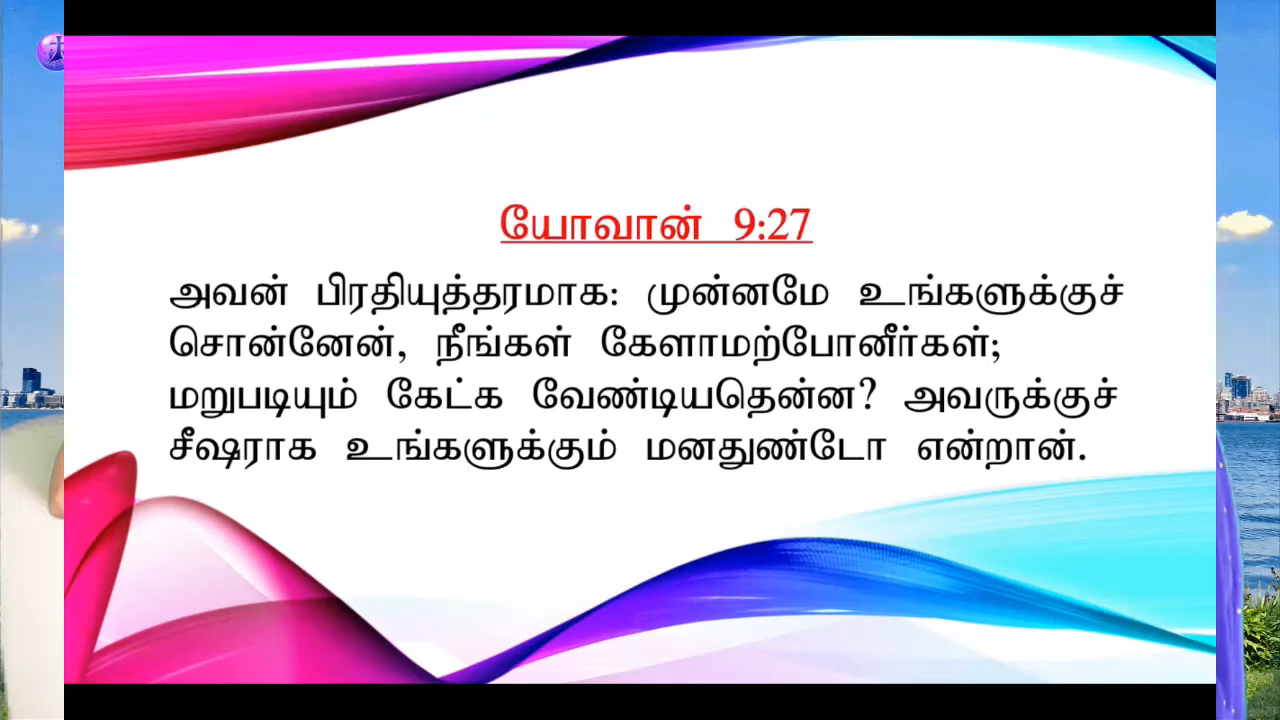 யோவான் 9:27
அவன் பிரதியுத்தரமாக: முன்னமே உங்களுக்குச்
சொன்னேன், நீங்கள் கேளாமற்போனீர்கள்;
மறுபடியும் கேட்க வேண்டியதென்ன? அவருக்குச்
சீஷராக உங்களுக்கும் மனதுண்டோ என்றான்.